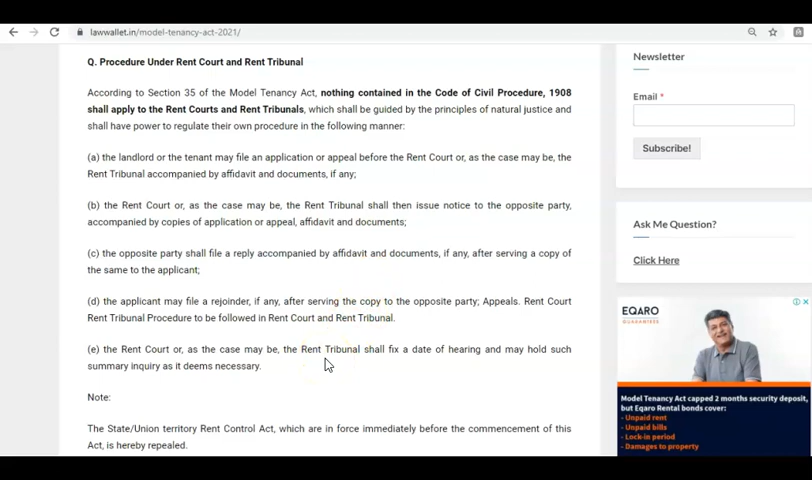 lawwallet.in/model-tenancy-act-2021/
Q. Procedure Under Rent Court and Rent Tribunal
According to Section 35 of the Model Tenancy Act, nothing contained in the Code of Civil Procedure, 1908
shall apply to the Rent Courts and Rent Tribunals, which shall be guided by the principles of natural justice and
shall have power to regulate their own procedure in the following manner:
(a) the landlord or the tenant may file an application or appeal before the Rent Court or, as the case may be, the
Rent Tribunal accompanied by affidavit and documents, if any;
(b) the Rent Court or, as the case may be, the Rent Tribunal shall then issue notice to the opposite party,
accompanied by copies of application or appeal, affidavit and documents;
(c) the opposite party shall file a reply accompanied by affidavit and documents, if any, after serving a copy of
the same to the applicant;
(d) the applicant may file a rejoinder, if any, after serving the copy to the opposite party; Appeals. Rent Court
Rent Tribunal Procedure to be followed in Rent Court and Rent Tribunal.
(e) the Rent Court or, as the case may be, the Rent Tribunal shall fix a date of hearing and may hold such
summary inquiry as it deems necessary.
Note:
The State/Union territory Rent Control Act, which are in force immediately before the commencement of this
Act, is hereby repealed.
Newsletter
Email *
Subscribe!
Ask Me Question?
Click Here
EQARO
GUARANTEES
Model Tenancy Act capped 2 months security deposit,
but Eqaro Rental bonds cover:
- Unpaid rent
- Unpaid bills
- Lock-in period
- Damages to property